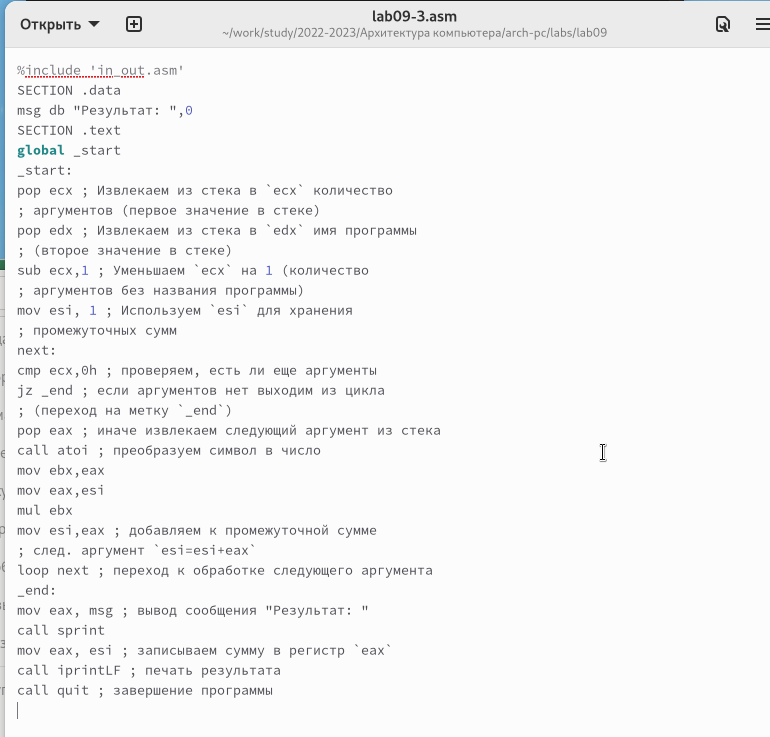 Открыть
lab09-3.asm
~/work/study/2022-2023/Архитектура компьютера/arch-pc/labs/lab09
%include 'in_out.asm'
SECTION .data
msg db "Результат: ",0
SECTION .text
global _start
_start:
pop ecx ; Извлекаем из стека в `ecx` количество
; аргументов (первое значение в стеке)
pop edx ; Извлекаем из стека в `edx` имя программы
; (второе значение в стеке)
sub ecx,1 ; Уменьшаем `ecx` на 1 (количество
; аргументов без названия программы)
mov esi, 1 ; Используем `esi` для хранения
; промежуточных сумм
next:
cmp ecx,0h ; проверяем, есть ли еще аргументы
jz _end ; если аргументов нет выходим из цикла
; (переход на метку `_end`)
pop eax ; иначе извлекаем следующий аргумент из стека
call atoi ; преобразуем символ в число
mov ebx,eax
mov eax,esi
mul ebx
mov esi,eax ; добавляем к промежуточной сумме
; след. аргумент `esi=esi+eax`
loop next ; переход к обработке следующего аргумента
_end:
mov eax, msg ; вывод сообщения "Результат: "
call sprint
mov eax, esi ; записываем сумму в регистр `eax`
call iprintLF ; печать результата
call quit ; завершение программы